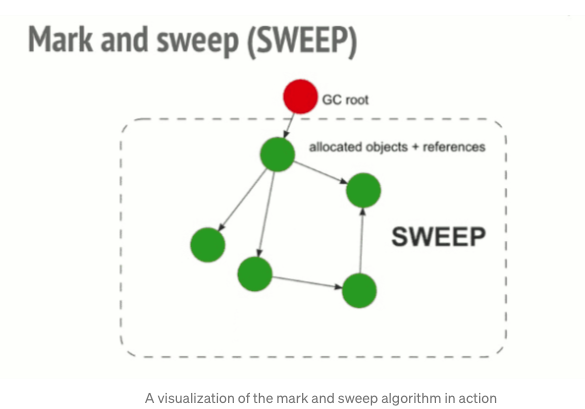 Mark and sweep (SWEEP)
GC root
allocated objects + references
SWEEP
A visualization of the mark and sweep algorithm in action